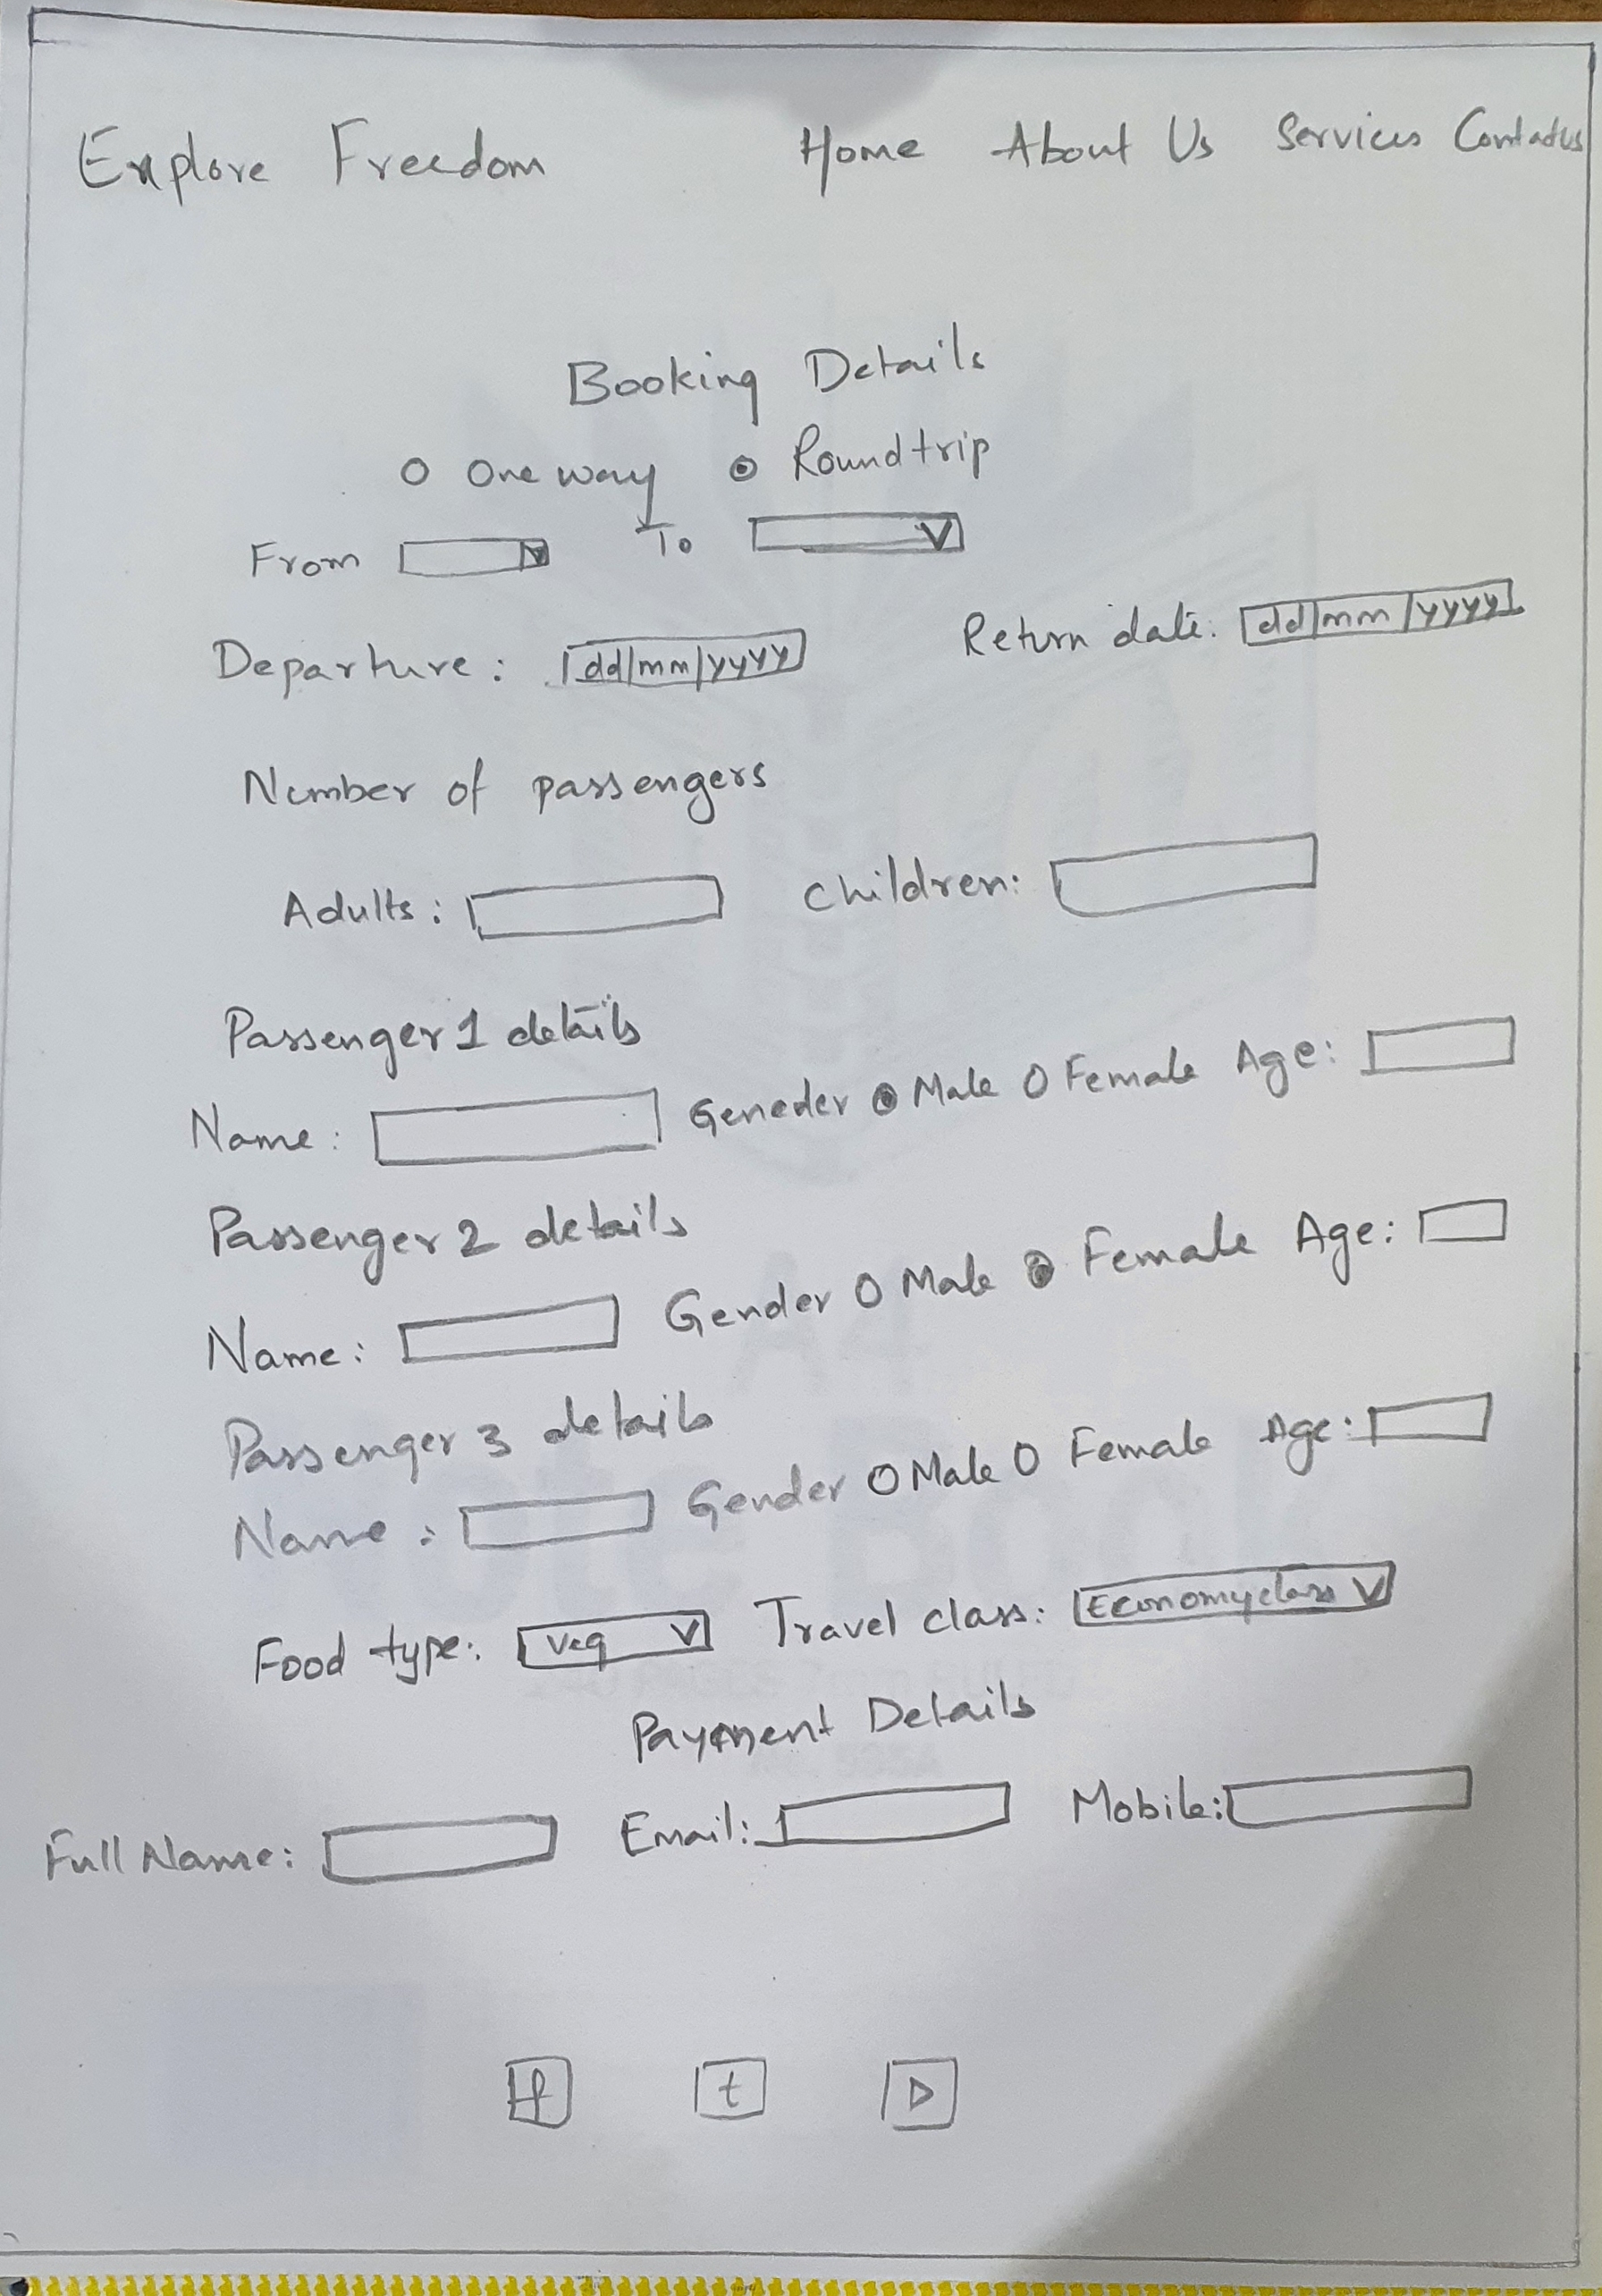 Explore Freedom Home About Us Services Contactus
Booking Details
One way Roundtrip
From To
Departure: dd/mm/yyyy Return date: dd/mm/yyyy
Number of passengers
Adults: Children:
Passenger 1 details
Name: Geneder Male Female Age:
Passenger 2 details
Name: Gender Male Female Age:
Passenger 3 details
Name: Gender Male Female Age:
Food type: Veg Travel class: Economyclass
Payment Details
Full Name: Email: Mobile:
f t